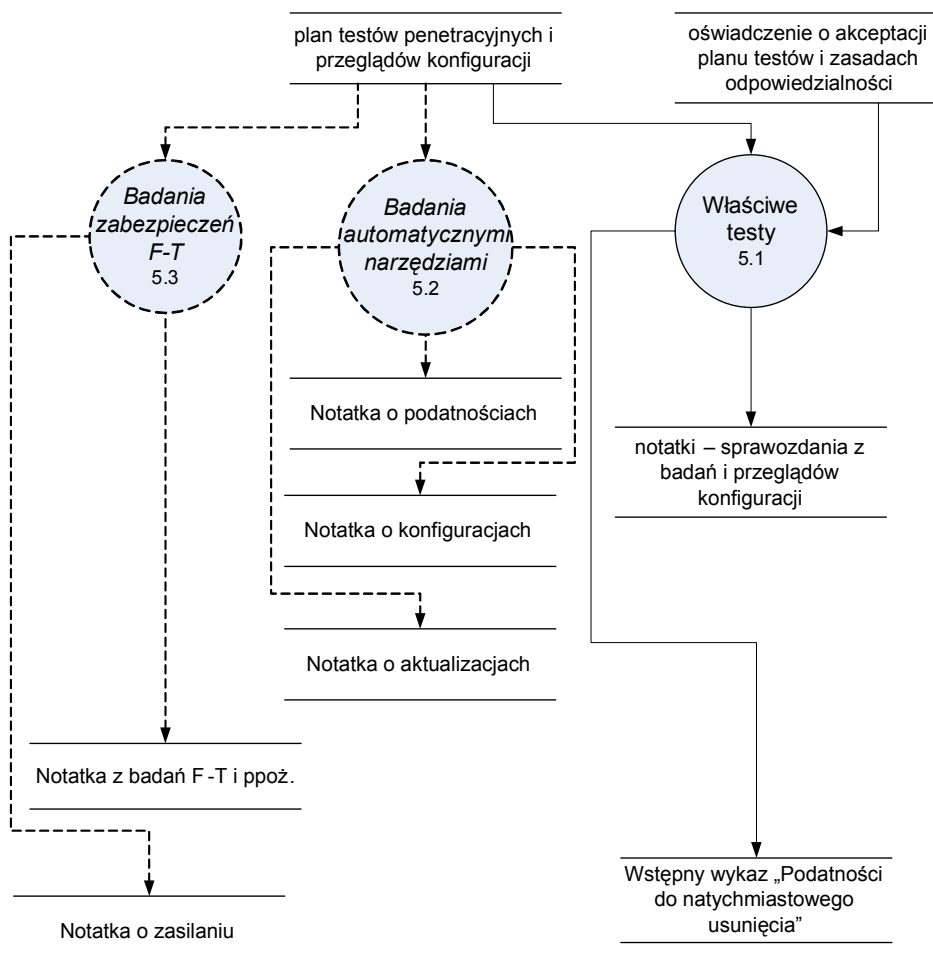 plan testów penetracyjnych i
przeglądów konfiguracji
oświadczenie o akceptacji
planu testów i zasadach
odpowiedzialności
Badania
zabezpieczeń
F-T
5.3
Badania
automatycznymi
narzędziami
5.2
Właściwe
testy
5.1
Notatka o podatnościach
notatki – sprawozdania z
badań i przeglądów
konfiguracji
Notatka o konfiguracjach
Notatka o aktualizacjach
Notatka z badań F -T i ppoż.
Wstępny wykaz „Podatności
do natychmiastowego
usunięcia”
Notatka o zasilaniu